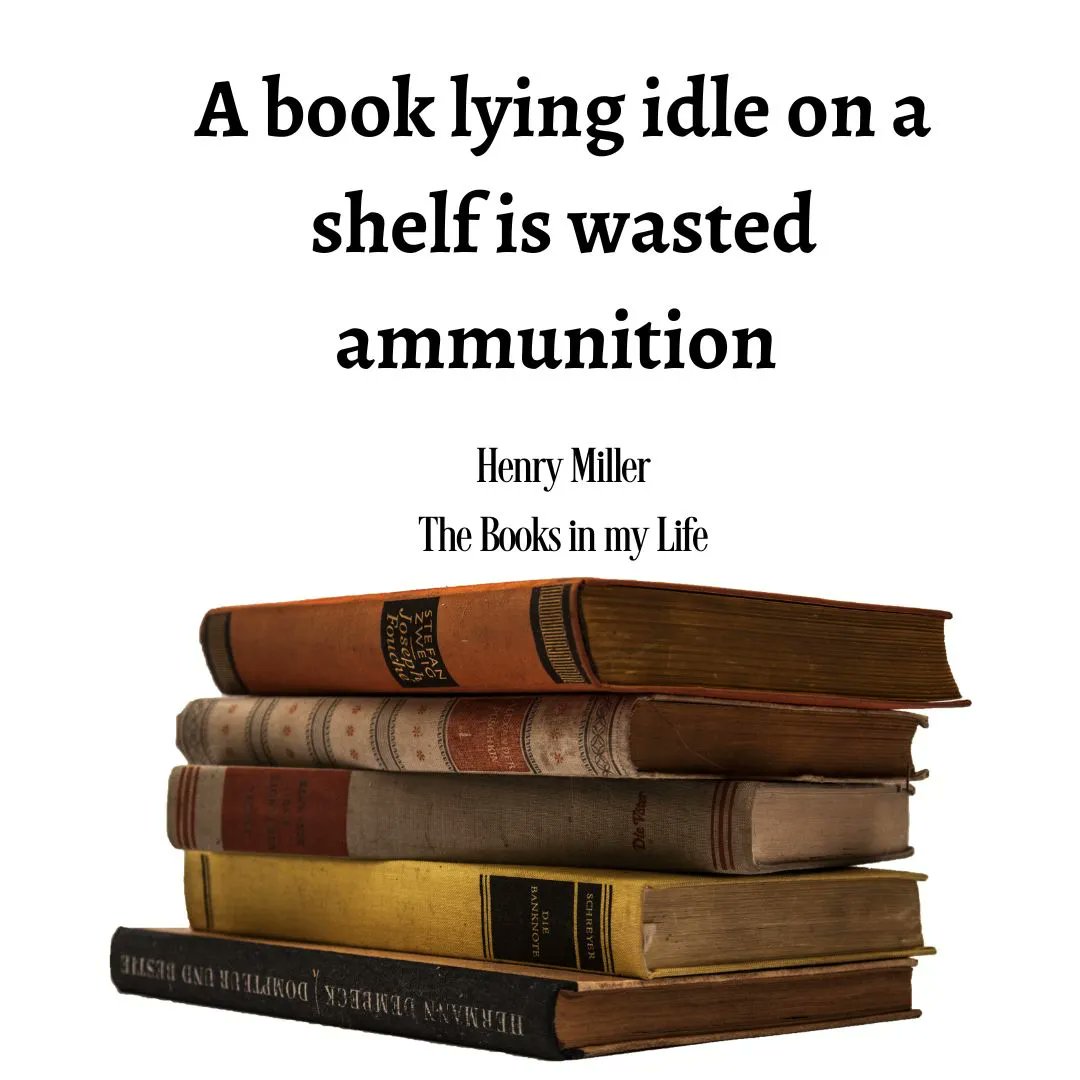 A book lying idle on a
shelf is wasted
ammunition
Henry Miller
The Books in my Life
STEFAN
ZWEIG
Joseph
Fouché
Die Väter
SCHREYER
DIE
BANKNOTE
HERMANN DEMBECK DOMPTEUR UND BESTIE